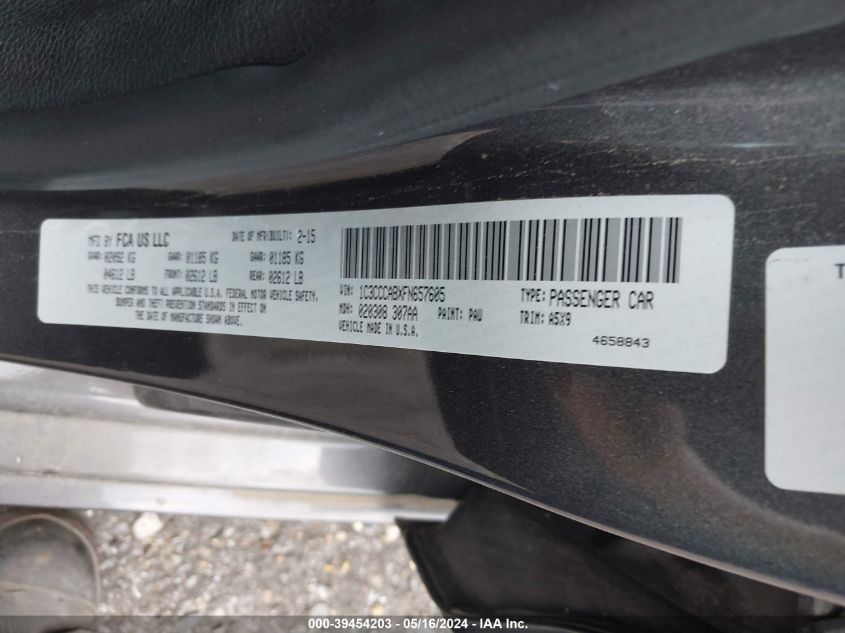 MFD BY FCA US LLC DATE OF MFR(BUILT): 2-15
GVWR: 02092 KG GAWR: 01185 KG GAWR: 01185 KG
04612 LB FRONT: 02612 LB REAR: 02612 LB
THIS VEHICLE CONFORMS TO ALL APPLICABLE U.S.A. FEDERAL MOTOR VEHICLE SAFETY,
BUMPER AND THEFT PREVENTION STANDARDS IN EFFECT ON
THE DATE OF MANUFACTURE SHOWN ABOVE.
VIN: 1C3CCCABXFN657605 TYPE: PASSENGER CAR
MDH: 020308 307AA PAINT: PAU TRIM: A5X9
VEHICLE MADE IN U.S.A.
4658843
T
000-39454203 - 05/16/2024 - IAA Inc.